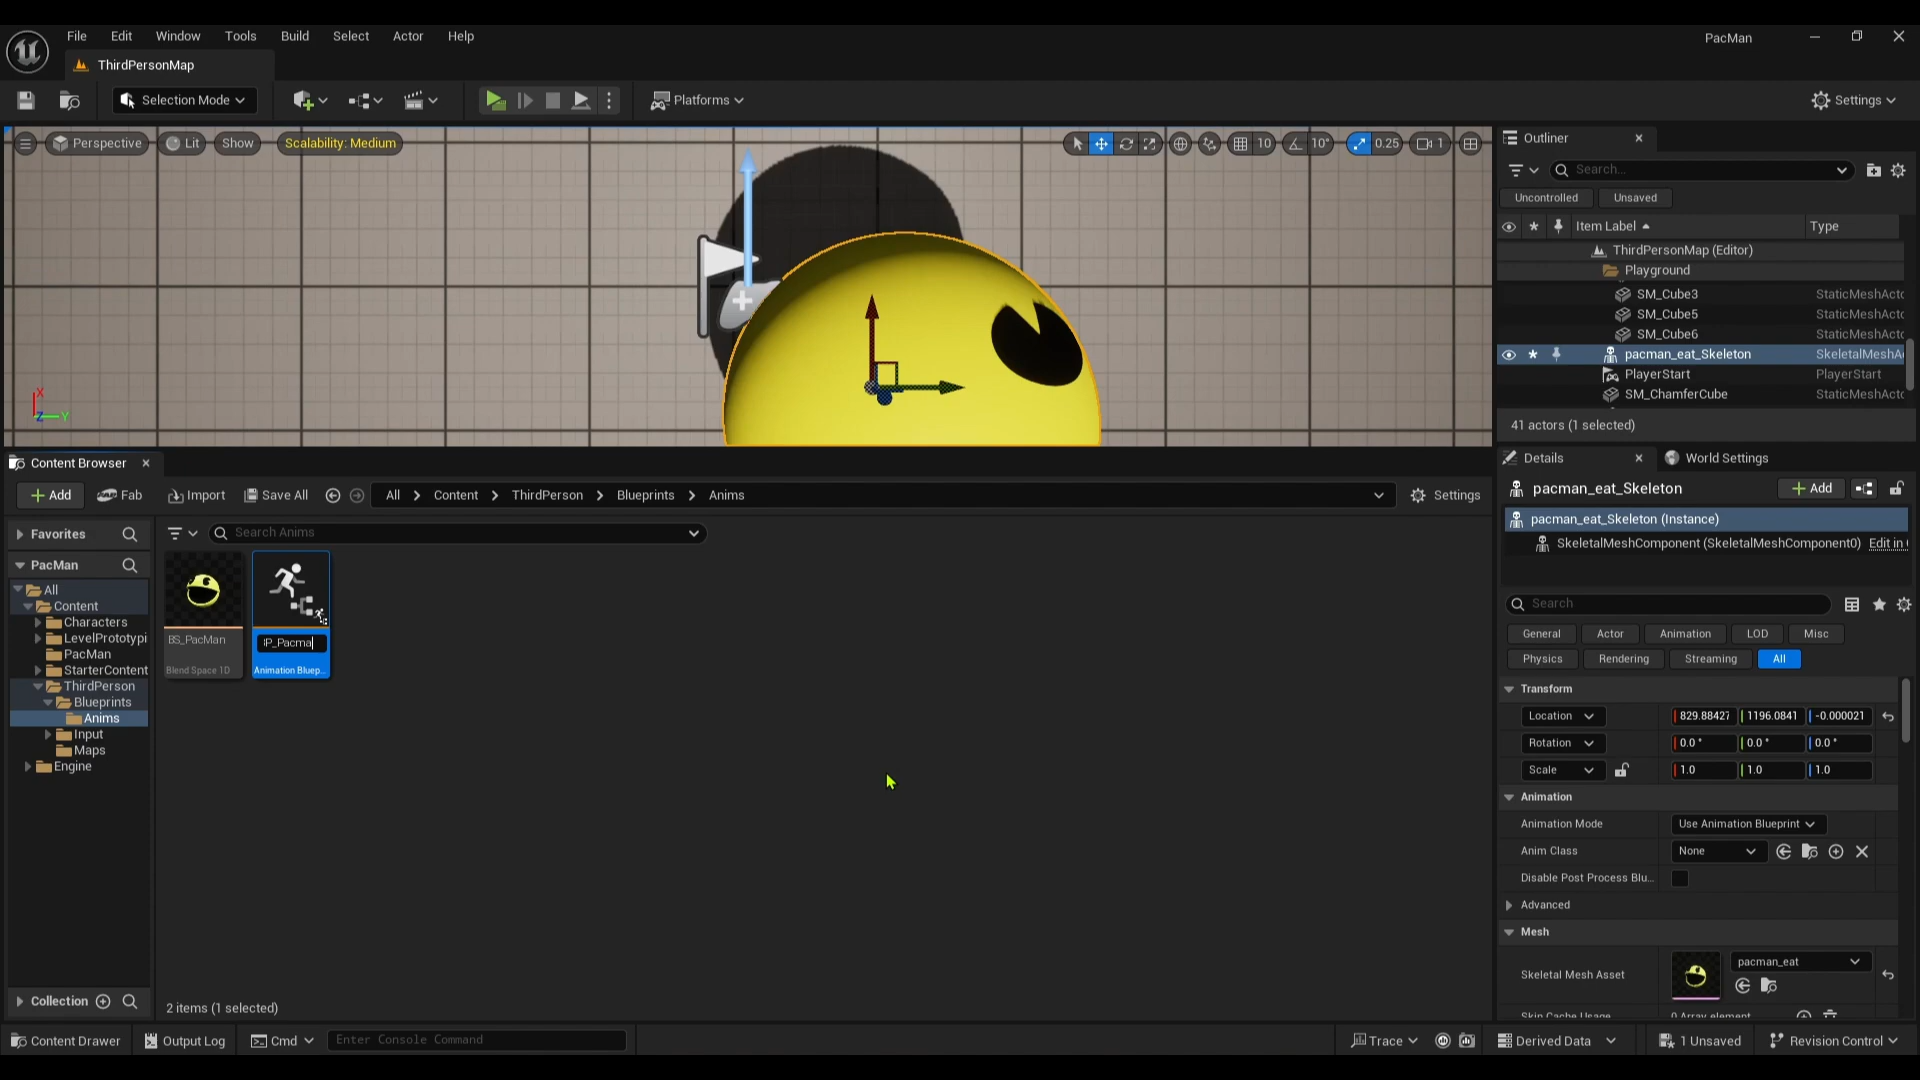 File Edit Window Tools Build Select Actor Help
PacMan
ThirdPersonMap
Selection Mode
Platforms
Settings
Perspective Lit Show Scalability: Medium
10 10° 0.25 1
X
Z Y
Outliner
Search...
Uncontrolled Unsaved
Item Label Type
ThirdPersonMap (Editor)
Playground
SM_Cube3 StaticMeshActo
SM_Cube5 StaticMeshActo
SM_Cube6 StaticMeshActo
pacman_eat_Skeleton SkeletalMeshA
PlayerStart PlayerStart
SM_ChamferCube StaticMeshActo
41 actors (1 selected)
Content Browser
Add Fab Import Save All All Content ThirdPerson Blueprints Anims Settings
Favorites
Search Anims
PacMan
All
Content
Characters
LevelPrototypi
PacMan
StarterContent
ThirdPerson
Blueprints
Anims
Input
Maps
Engine
Collection
BS_PacMan
Blend Space 1D
P_Pacma
Animation Bluep...
2 items (1 selected)
Details World Settings
pacman_eat_Skeleton Add
pacman_eat_Skeleton (Instance)
SkeletalMeshComponent (SkeletalMeshComponent0) Edit in
Search
General Actor Animation LOD Misc
Physics Rendering Streaming All
Transform
Location 829.88427 1196.0841 -0.000021
Rotation 0.0 ° 0.0 ° 0.0 °
Scale 1.0 1.0 1.0
Animation
Animation Mode Use Animation Blueprint
Anim Class None
Disable Post Process Blu...
Advanced
Mesh
Skeletal Mesh Asset pacman_eat
Skin Cache Usage 0 Array element
Content Drawer Output Log Cmd Enter Console Command Trace Derived Data 1 Unsaved Revision Control